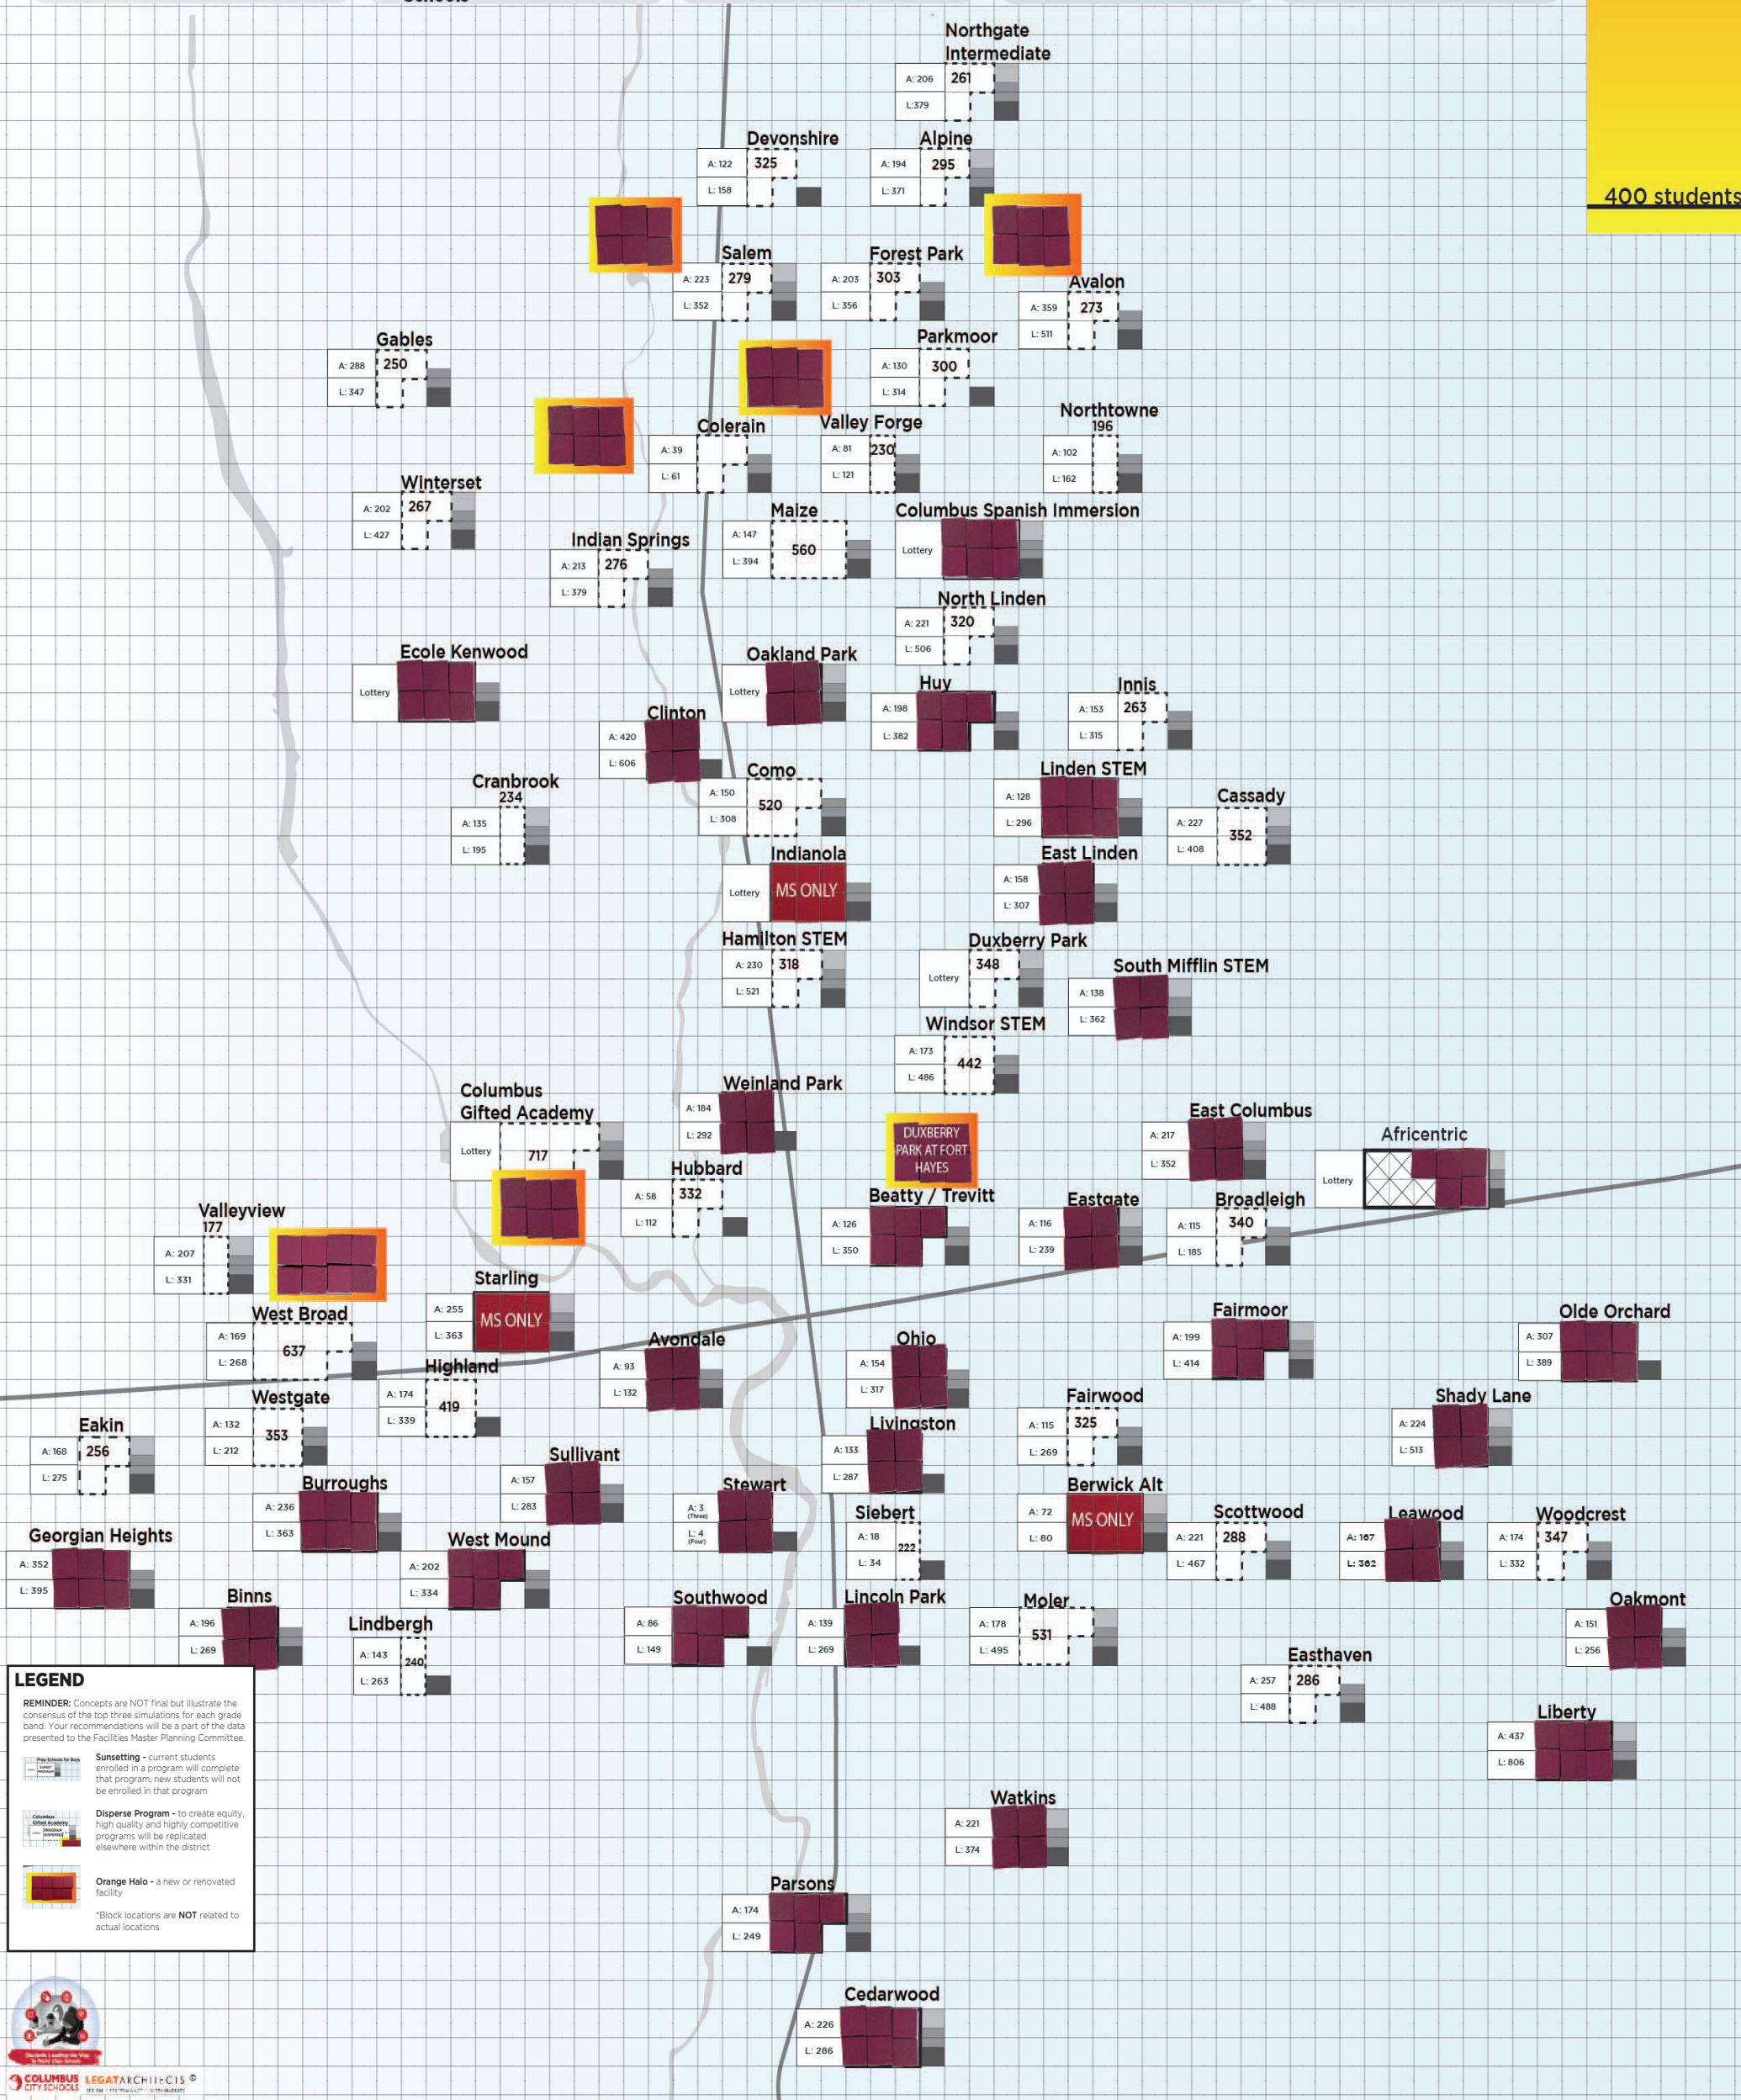 Schools
Northgate
Intermediate
A: 206
261
L:379
Devonshire
A: 122
325
L: 158
Alpine
A: 194
295
L: 371
400 students
Salem
A: 223
279
L: 352
Forest Park
A: 203
303
L: 356
Avalon
A: 359
273
L: 511
Gables
A: 288
250
L: 347
Parkmoor
A: 130
300
L: 314
Colerain
A: 39
L: 61
Valley Forge
A: 81
230
L: 121
Northtowne
196
A: 102
L: 162
Winterset
A: 202
267
L: 427
Indian Springs
A: 213
276
L: 379
Maize
A: 147
560
L: 394
Columbus Spanish Immersion
Lottery
North Linden
A: 221
320
L: 506
Ecole Kenwood
Lottery
Oakland Park
Lottery
Huy
A: 198
L: 382
Innis
A: 153
263
L: 315
Clinton
A: 420
L: 606
Cranbrook
234
A: 135
L: 195
Como
A: 150
520
L: 308
Linden STEM
A: 128
L: 296
Cassady
A: 227
352
L: 408
Indianola
Lottery
MS ONLY
East Linden
A: 158
L: 307
Hamilton STEM
A: 230
318
L: 521
Duxberry Park
348
Lottery
South Mifflin STEM
A: 138
L: 362
Windsor STEM
A: 173
442
L: 486
Columbus
Gifted Academy
Lottery
717
Weinland Park
A: 184
L: 292
DUXBERRY
PARK AT FORT
HAYES
East Columbus
A: 217
L: 352
Africentric
Lottery
Hubbard
A: 58
332
L: 112
Beatty / Trevitt
A: 126
L: 350
Eastgate
A: 116
L: 239
Broadleigh
A: 115
340
L: 185
Valleyview
177
A: 207
L: 331
Starling
A: 255
MS ONLY
L: 363
West Broad
A: 169
637
L: 268
Highland
A: 174
419
L: 339
Avondale
A: 93
L: 132
Ohio
A: 154
L: 317
Fairmoor
A: 199
L: 414
Olde Orchard
A: 307
L: 389
Westgate
A: 132
353
L: 212
Eakin
A: 168
256
L: 275
Fairwood
A: 115
325
L: 269
Shady Lane
A: 224
L: 513
Livingston
A: 133
L: 287
Sullivant
A: 157
L: 283
Burroughs
A: 236
L: 363
Stewart
A: 3
(Three)
L: 4
(Four)
Siebert
A: 18
222
L: 34
Berwick Alt
A: 72
MS ONLY
L: 80
Scottwood
A: 221
288
L: 467
Leawood
A: 167
L: 362
Woodcrest
A: 174
347
L: 332
Georgian Heights
A: 352
L: 395
West Mound
A: 202
L: 334
Binns
A: 196
L: 269
Lindbergh
A: 143
240
L: 263
Southwood
A: 86
L: 149
Lincoln Park
A: 139
L: 269
Moler
A: 178
531
L: 495
Oakmont
A: 151
L: 256
Easthaven
A: 257
286
L: 488
Liberty
A: 437
L: 806
Watkins
A: 221
L: 374
Parsons
A: 174
L: 249
Cedarwood
A: 226
L: 286
LEGEND
REMINDER: Concepts are NOT final but illustrate the
consensus of the top three simulations for each grade
band. Your recommendations will be a part of the data
presented to the Facilities Master Planning Committee.
Prep Schools for Boys
Sunsetting - current students
enrolled in a program will complete
that program, new students will not
be enrolled in that program
Columbus
Gifted Academy
Disperse Program - to create equity,
high quality and highly competitive
programs will be replicated
elsewhere within the district
Orange Halo - a new or renovated
facility
*Block locations are NOT related to
actual locations
COLUMBUS
CITY SCHOOLS
LEGATARCHITECTS ©